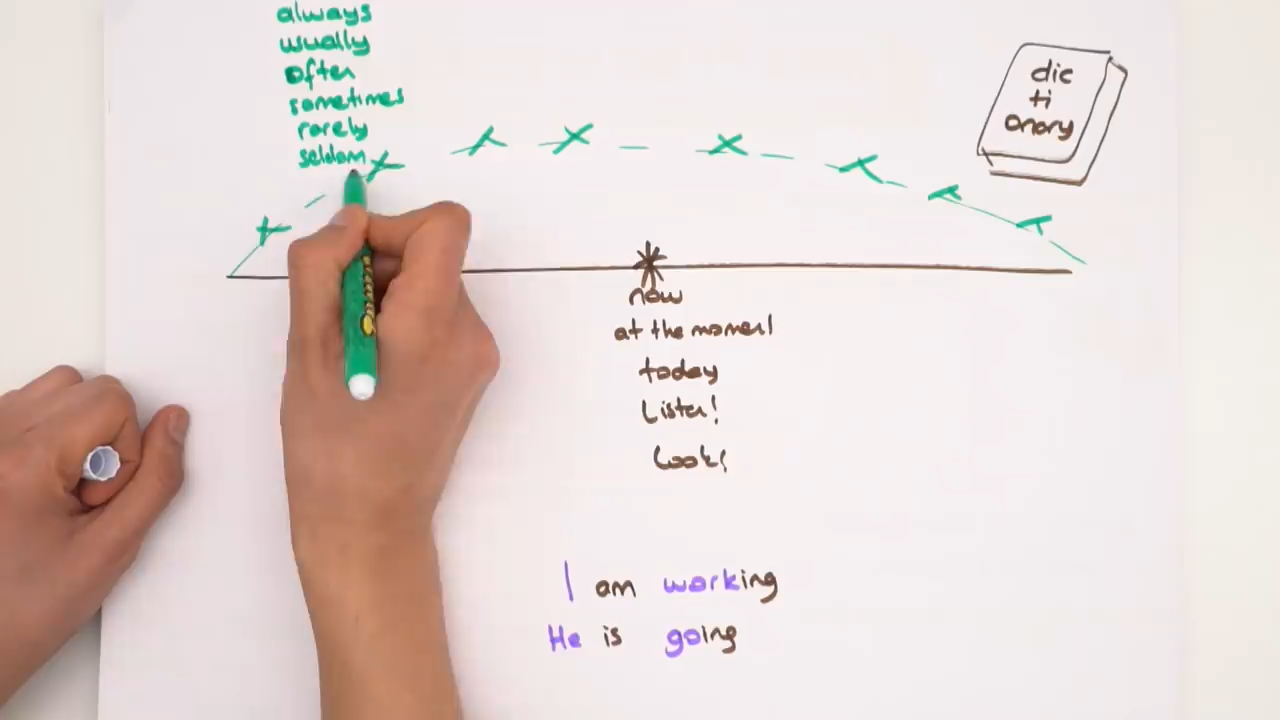 always
usually
often
sometimes
rarely
seldom
dic
ti
onary
now
at the moment
today
Listen!
Look!
I am working
He is going